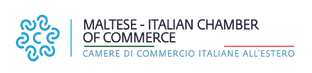 MALTESE - ITALIAN CHAMBER
OF COMMERCE
CAMERE DI COMMERCIO ITALIANE ALL'ESTERO